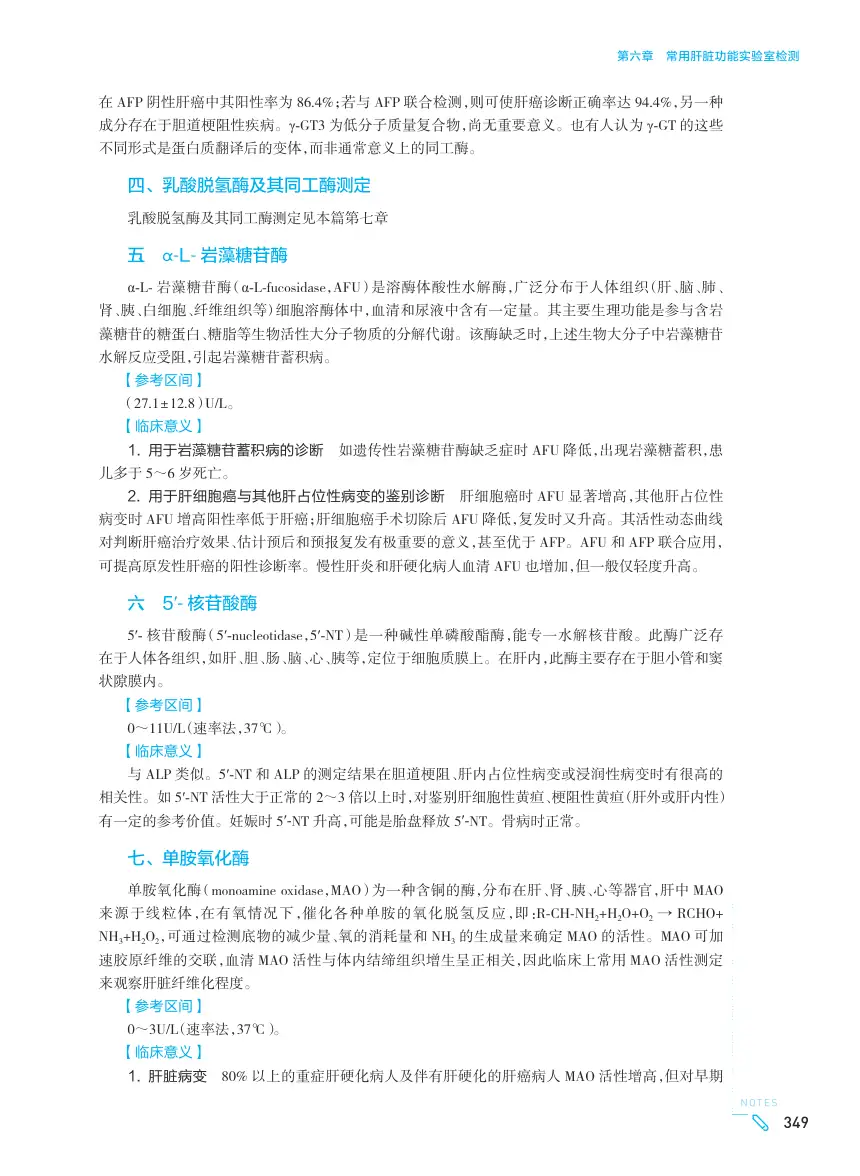 第六章　常用肝脏功能实验室检测
在 AFP 阴性肝癌中其阳性率为 86.4%;若与 AFP 联合检测,则可使肝癌诊断正确率达 94.4%,另一种
成分存在于胆道梗阻性疾病。γ-GT3 为低分子质量复合物,尚无重要意义。也有人认为 γ-GT 的这些
不同形式是蛋白质翻译后的变体,而非通常意义上的同工酶。
四、乳酸脱氢酶及其同工酶测定
乳酸脱氢酶及其同工酶测定见本篇第七章
五　α-L- 岩藻糖苷酶
α-L- 岩藻糖苷酶(α-L-fucosidase,AFU)是溶酶体酸性水解酶,广泛分布于人体组织(肝、脑、肺、
肾、胰、白细胞、纤维组织等)细胞溶酶体中,血清和尿液中含有一定量。其主要生理功能是参与含岩
藻糖苷的糖蛋白、糖脂等生物活性大分子物质的分解代谢。该酶缺乏时,上述生物大分子中岩藻糖苷
水解反应受阻,引起岩藻糖苷蓄积病。
【参考区间】
(27.1±12.8)U/L。
【临床意义】
1. 用于岩藻糖苷蓄积病的诊断　如遗传性岩藻糖苷酶缺乏症时 AFU 降低,出现岩藻糖蓄积,患
儿多于 5～6 岁死亡。
2. 用于肝细胞癌与其他肝占位性病变的鉴别诊断　肝细胞癌时 AFU 显著增高,其他肝占位性
病变时 AFU 增高阳性率低于肝癌;肝细胞癌手术切除后 AFU 降低,复发时又升高。其活性动态曲线
对判断肝癌治疗效果、估计预后和预报复发有极重要的意义,甚至优于 AFP。AFU 和 AFP 联合应用,
可提高原发性肝癌的阳性诊断率。慢性肝炎和肝硬化病人血清 AFU 也增加,但一般仅轻度升高。
六　5′- 核苷酸酶
5′- 核苷酸酶(5′-nucleotidase,5′-NT)是一种碱性单磷酸酯酶,能专一水解核苷酸。此酶广泛存
在于人体各组织,如肝、胆、肠、脑、心、胰等,定位于细胞质膜上。在肝内,此酶主要存在于胆小管和窦
状隙膜内。
【参考区间】
0～11U/L(速率法,37℃)。
【临床意义】
与 ALP 类似。5′-NT 和 ALP 的测定结果在胆道梗阻、肝内占位性病变或浸润性病变时有很高的
相关性。如 5′-NT 活性大于正常的 2～3 倍以上时,对鉴别肝细胞性黄疸、梗阻性黄疸(肝外或肝内性)
有一定的参考价值。妊娠时 5′-NT 升高,可能是胎盘释放 5′-NT。骨病时正常。
七、单胺氧化酶
单胺氧化酶(monoamine oxidase,MAO)为一种含铜的酶,分布在肝、肾、胰、心等器官,肝中 MAO
来源于线粒体,在有氧情况下,催化各种单胺的氧化脱氢反应,即:R-CH-NH₂+H₂O+O₂ → RCHO+
NH₃+H₂O₂,可通过检测底物的减少量、氧的消耗量和 NH₃ 的生成量来确定 MAO 的活性。MAO 可加
速胶原纤维的交联,血清 MAO 活性与体内结缔组织增生呈正相关,因此临床上常用 MAO 活性测定
来观察肝脏纤维化程度。
【参考区间】
0～3U/L(速率法,37℃)。
【临床意义】
1. 肝脏病变　80% 以上的重症肝硬化病人及伴有肝硬化的肝癌病人 MAO 活性增高,但对早期
NOTES
349